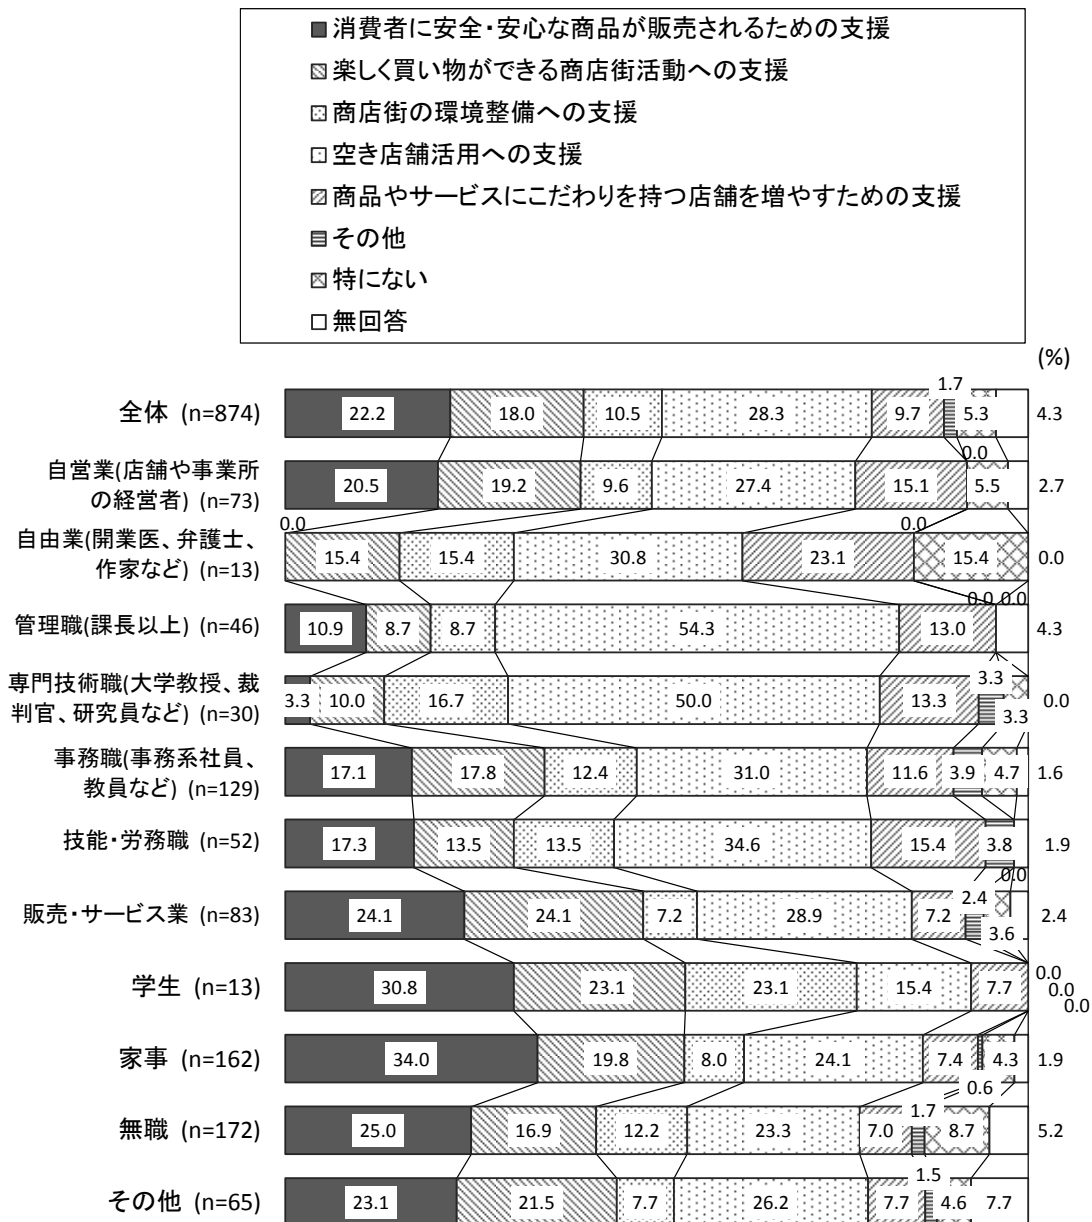 消費者に安全・安心な商品が販売されるための支援
楽しく買い物ができる商店街活動への支援
商店街の環境整備への支援
空き店舗活用への支援
商品やサービスにこだわりを持つ店舗を増やすための支援
その他
特にない
無回答
(%)
全体 (n=874) 22.2 18.0 10.5 28.3 9.7 1.7 5.3 4.3
自営業(店舗や事業所
の経営者) (n=73) 20.5 19.2 9.6 27.4 15.1 0.0 5.5 2.7
自由業(開業医、弁護士、
作家など) (n=13) 0.0 15.4 15.4 30.8 23.1 0.0 15.4 0.0
管理職(課長以上) (n=46) 10.9 8.7 8.7 54.3 13.0 0.0 0.0 4.3
専門技術職(大学教授、裁
判官、研究員など) (n=30) 3.3 10.0 16.7 50.0 13.3 3.3 3.3 0.0
事務職(事務系社員、
教員など) (n=129) 17.1 17.8 12.4 31.0 11.6 3.9 4.7 1.6
技能・労務職 (n=52) 17.3 13.5 13.5 34.6 15.4 3.8 0.0 1.9
販売・サービス業 (n=83) 24.1 24.1 7.2 28.9 7.2 2.4 3.6 2.4
学生 (n=13) 30.8 23.1 23.1 15.4 7.7 0.0 0.0 0.0
家事 (n=162) 34.0 19.8 8.0 24.1 7.4 0.6 4.3 1.9
無職 (n=172) 25.0 16.9 12.2 23.3 7.0 1.7 8.7 5.2
その他 (n=65) 23.1 21.5 7.7 26.2 7.7 1.5 4.6 7.7